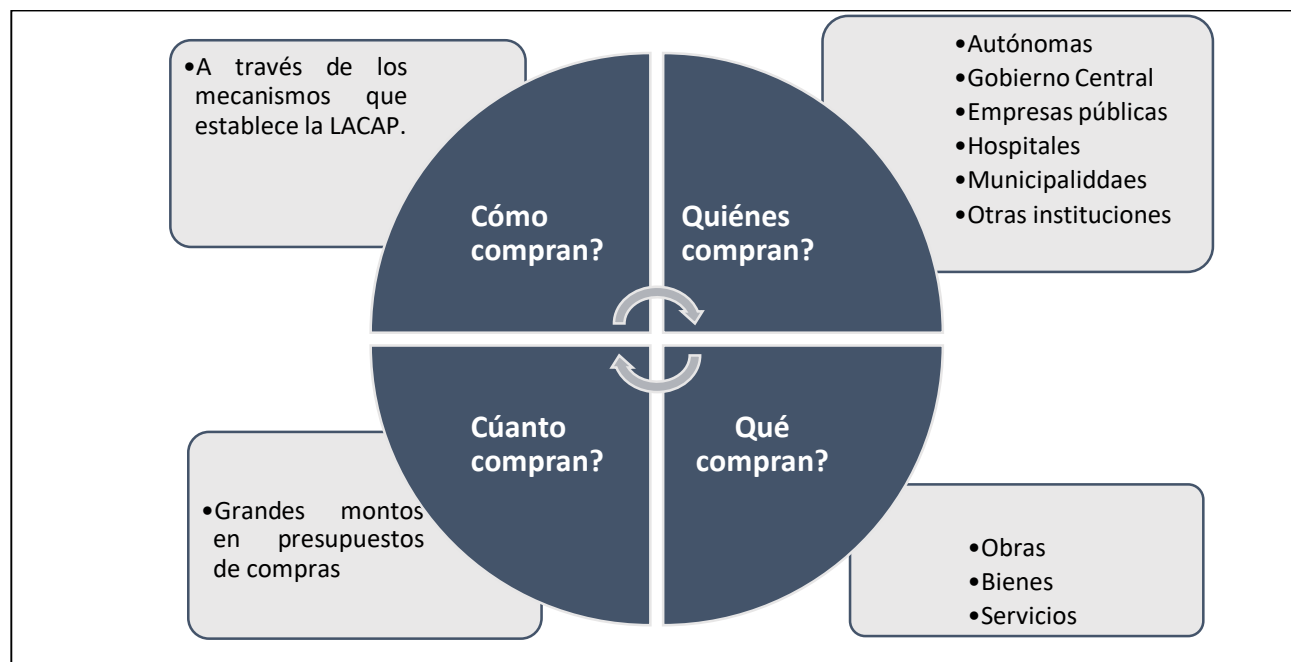 •A través de los
mecanismos que
establece la LACAP.
•Autónomas
•Gobierno Central
•Empresas públicas
•Hospitales
•Municipaliddaes
•Otras instituciones
Cómo
compran?
Quiénes
compran?
Cúanto
compran?
Qué
compran?
•Grandes montos
en presupuestos
de compras
•Obras
•Bienes
•Servicios